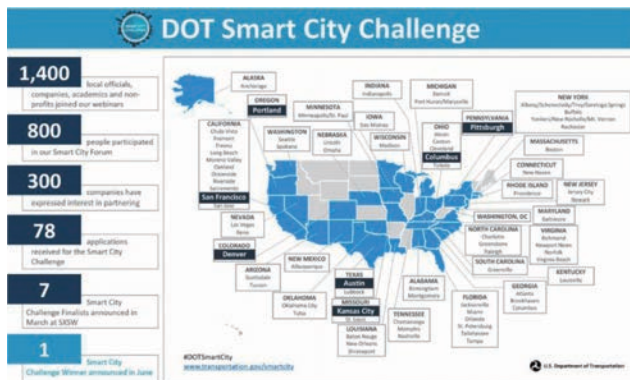 DOT Smart City Challenge
1,400
local officials,
companies, academics and non-
profits joined our webinars
800
people participated
in our Smart City Forum
300
companies have
expressed interest in partnering
78
applications
received for the Smart City
Challenge
7
Smart City
Challenge Finalists announced in
March at SXSW
1
Smart City
Challenge Winner announced in June
ALASKA
Anchorage
OREGON
Portland
CALIFORNIA
Chula Vista
Fremont
Fresno
Long Beach
Moreno Valley
Oakland
Oceanside
Riverside
Sacramento
San Francisco
San Jose
WASHINGTON
Seattle
Spokane
NEVADA
Las Vegas
Reno
COLORADO
Denver
ARIZONA
Scottsdale
Tucson
NEW MEXICO
Albuquerque
MINNESOTA
Minneapolis/St. Paul
NEBRASKA
Lincoln
Omaha
IOWA
Des Moines
WISCONSIN
Madison
INDIANA
Indianapolis
MICHIGAN
Detroit
Port Huron/Marysville
OHIO
Akron
Canton
Cleveland
Columbus
Toledo
PENNSYLVANIA
Pittsburgh
NEW YORK
Albany/Schenectady/Troy/Saratoga Springs
Buffalo
Yonkers/New Rochelle/Mt. Vernon
Rochester
MASSACHUSETTS
Boston
CONNECTICUT
New Haven
RHODE ISLAND
Providence
NEW JERSEY
Jersey City
Newark
WASHINGTON, DC
MARYLAND
Baltimore
NORTH CAROLINA
Charlotte
Greensboro
Raleigh
VIRGINIA
Richmond
Newport News
Norfolk
Virginia Beach
SOUTH CAROLINA
Greenville
KENTUCKY
Louisville
GEORGIA
Atlanta
Brookhaven
Columbus
FLORIDA
Jacksonville
Miami
Orlando
St. Petersburg
Tallahassee
Tampa
ALABAMA
Birmingham
Montgomery
TENNESSEE
Chattanooga
Memphis
Nashville
TEXAS
Austin
Lubbock
MISSOURI
Kansas City
St. Louis
OKLAHOMA
Oklahoma City
Tulsa
LOUISIANA
Baton Rouge
New Orleans
Shreveport
#DOTSmartCity
www.transportation.gov/smartcity
U.S. Department of Transportation